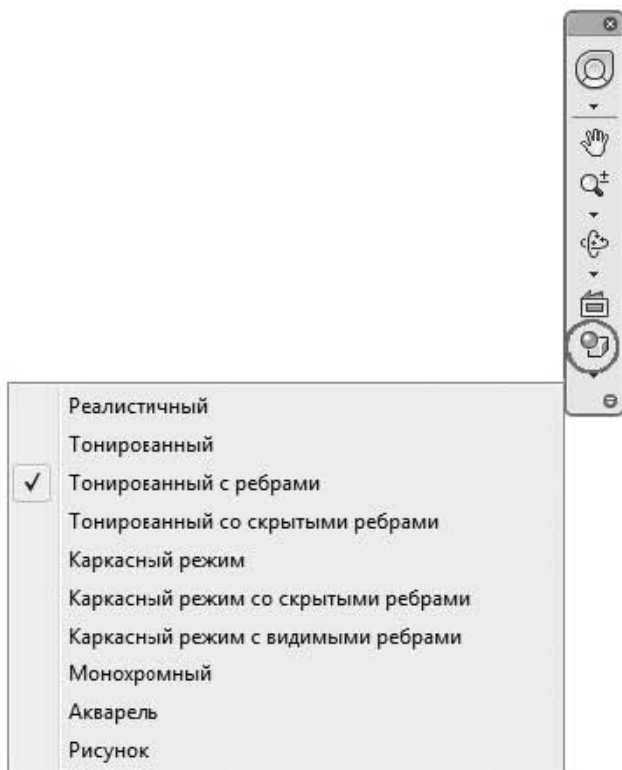 Реалистичный
Тонированный
Тонированный с ребрами
Тонированный со скрытыми ребрами
Каркасный режим
Каркасный режим со скрытыми ребрами
Каркасный режим с видимыми ребрами
Монохромный
Акварель
Рисунок